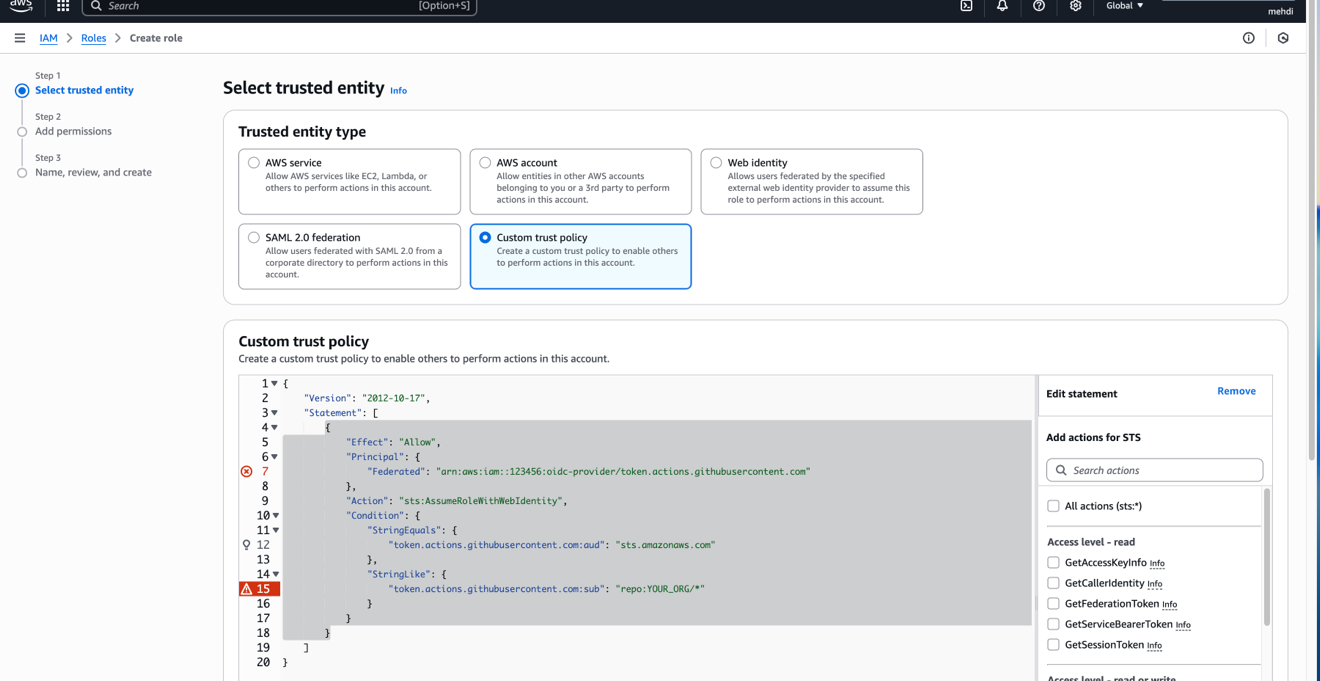 aws
Search
[Option+S]
Global
mehdi
IAM
Roles
Create role
Step 1
Select trusted entity
Step 2
Add permissions
Step 3
Name, review, and create
Select trusted entity Info
Trusted entity type
AWS service
Allow AWS services like EC2, Lambda, or
others to perform actions in this account.
AWS account
Allow entities in other AWS accounts
belonging to you or a 3rd party to perform
actions in this account.
Web identity
Allows users federated by the specified
external web identity provider to assume this
role to perform actions in this account.
SAML 2.0 federation
Allow users federated with SAML 2.0 from a
corporate directory to perform actions in this
account.
Custom trust policy
Create a custom trust policy to enable others
to perform actions in this account.
Custom trust policy
Create a custom trust policy to enable others to perform actions in this account.
1 {
2 "Version": "2012-10-17",
3 "Statement": [
4 {
5 "Effect": "Allow",
6 "Principal": {
7 "Federated": "arn:aws:iam::123456:oidc-provider/token.actions.githubusercontent.com"
8 },
9 "Action": "sts:AssumeRoleWithWebIdentity",
10 "Condition": {
11 "StringEquals": {
12 "token.actions.githubusercontent.com:aud": "sts.amazonaws.com"
13 },
14 "StringLike": {
15 "token.actions.githubusercontent.com:sub": "repo:YOUR_ORG/*"
16 }
17 }
18 }
19 ]
20 }
Edit statement
Remove
Add actions for STS
Search actions
All actions (sts:*)
Access level - read
GetAccessKeyInfo Info
GetCallerIdentity Info
GetFederationToken Info
GetServiceBearerToken Info
GetSessionToken Info
Access level - read or write